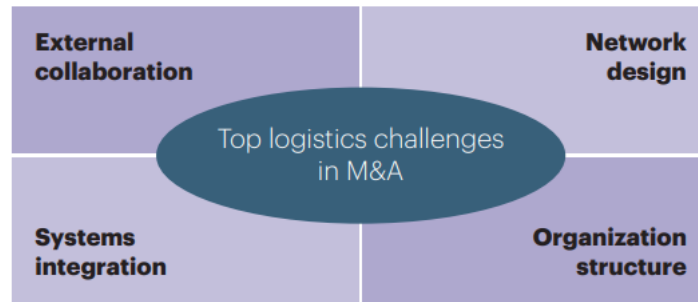 External
collaboration
Network
design
Top logistics challenges
in M&A
Systems
integration
Organization
structure